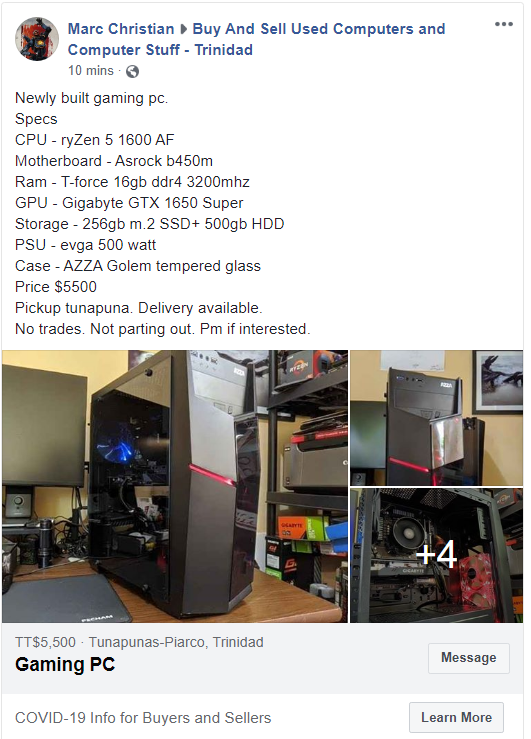 Marc Christian ▶ Buy And Sell Used Computers and
Computer Stuff - Trinidad
10 mins ·
Newly built gaming pc.
Specs
CPU - ryZen 5 1600 AF
Motherboard - Asrock b450m
Ram - T-force 16gb ddr4 3200mhz
GPU - Gigabyte GTX 1650 Super
Storage - 256gb m.2 SSD+ 500gb HDD
PSU - evga 500 watt
Case - AZZA Golem tempered glass
Price $5500
Pickup tunapuna. Delivery available.
No trades. Not parting out. Pm if interested.
AZZA
RYZEN
GIGABYTE
PECHAM
AZZA
+4
GIGABYTE
TT$5,500 · Tunapunas-Piarco, Trinidad
Gaming PC
Message
COVID-19 Info for Buyers and Sellers
Learn More